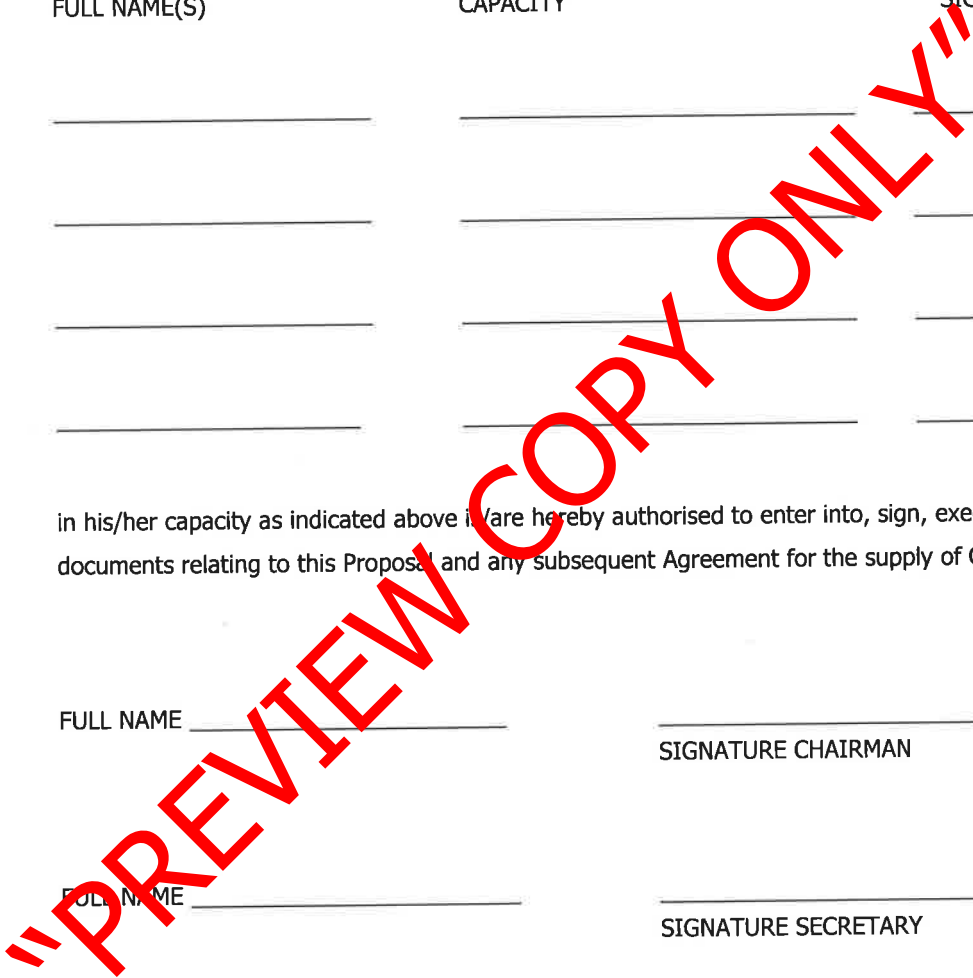 FULL NAME(S) CAPACITY
in his/her capacity as indicated above is/are hereby authorised to enter into, sign,
documents relating to this Proposal and any subsequent Agreement for the supply of
FULL NAME
SIGNATURE CHAIRMAN
FULL NAME
SIGNATURE SECRETARY
"PREVIEW COPY ONLY"